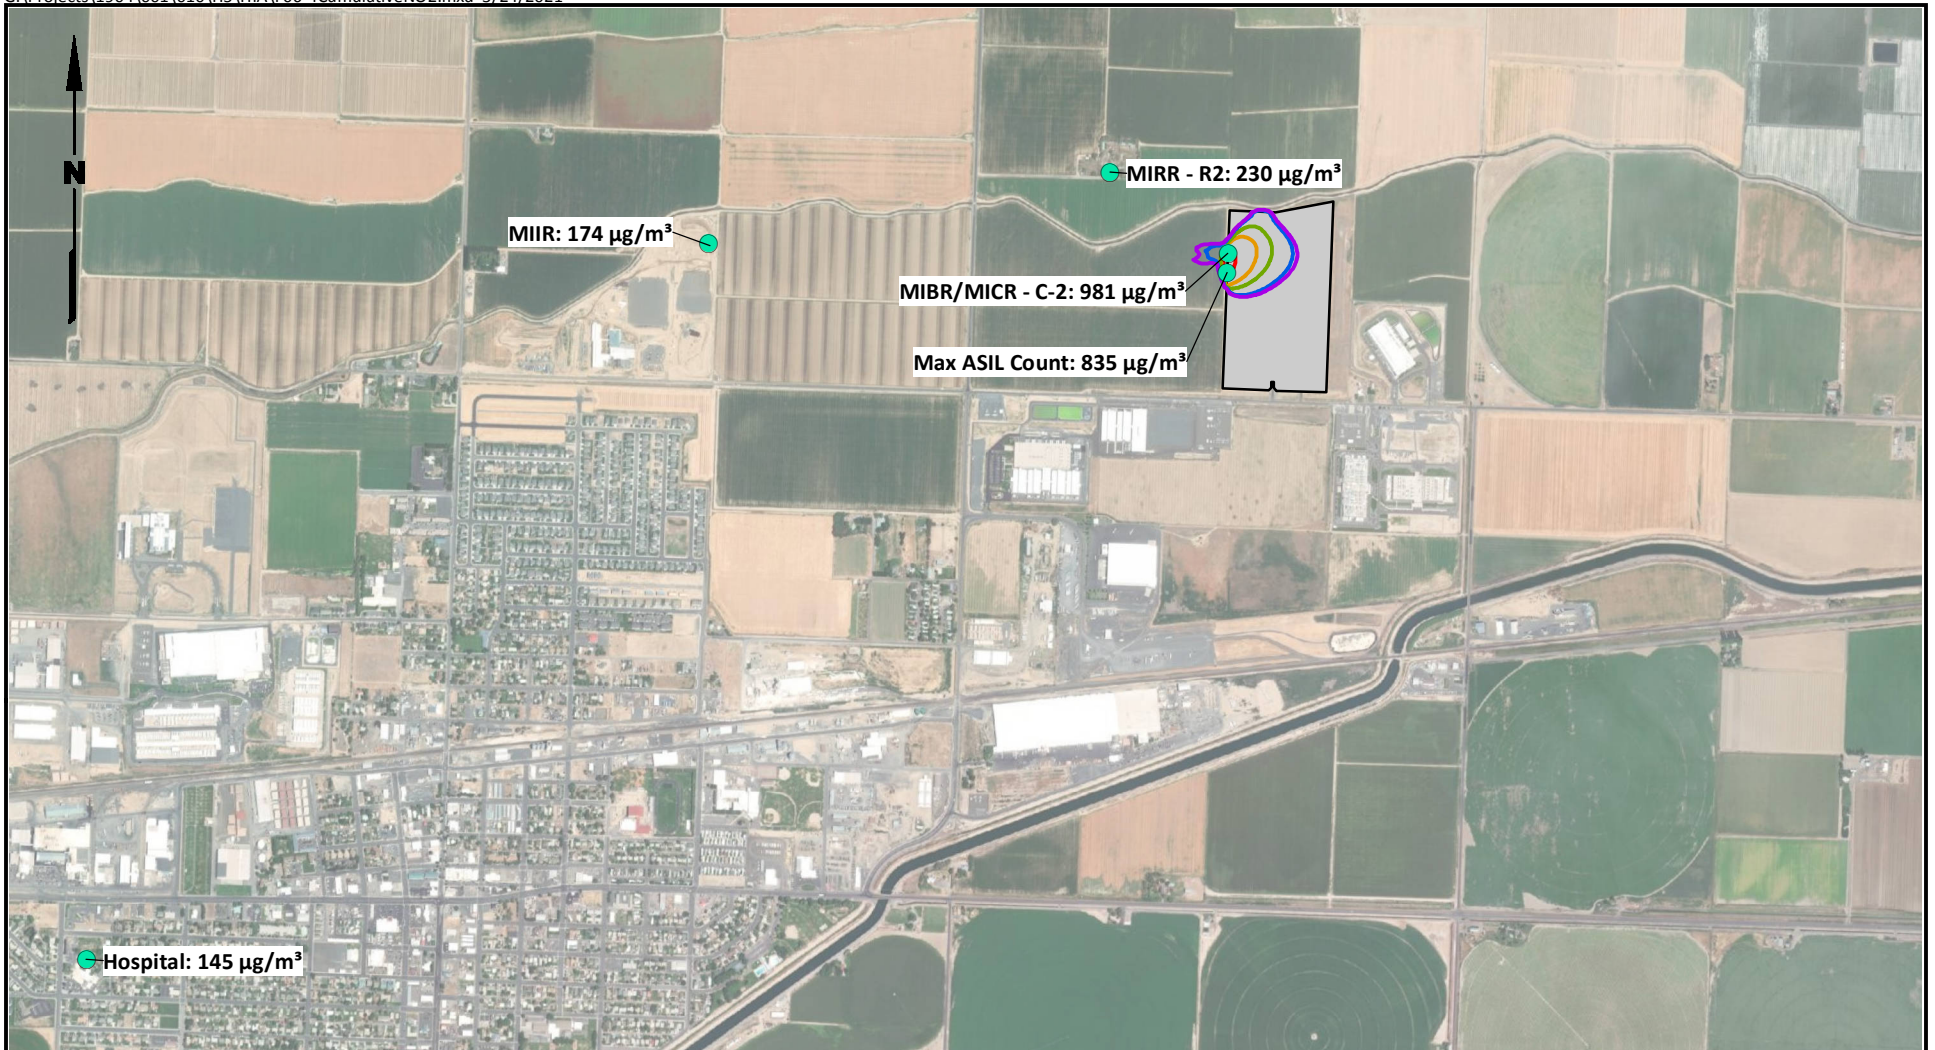 N
MIRR - R2: 230 µg/m³
MIIR: 174 µg/m³
MIBR/MICR - C-2: 981 µg/m³
Max ASIL Count: 835 µg/m³
Hospital: 145 µg/m³